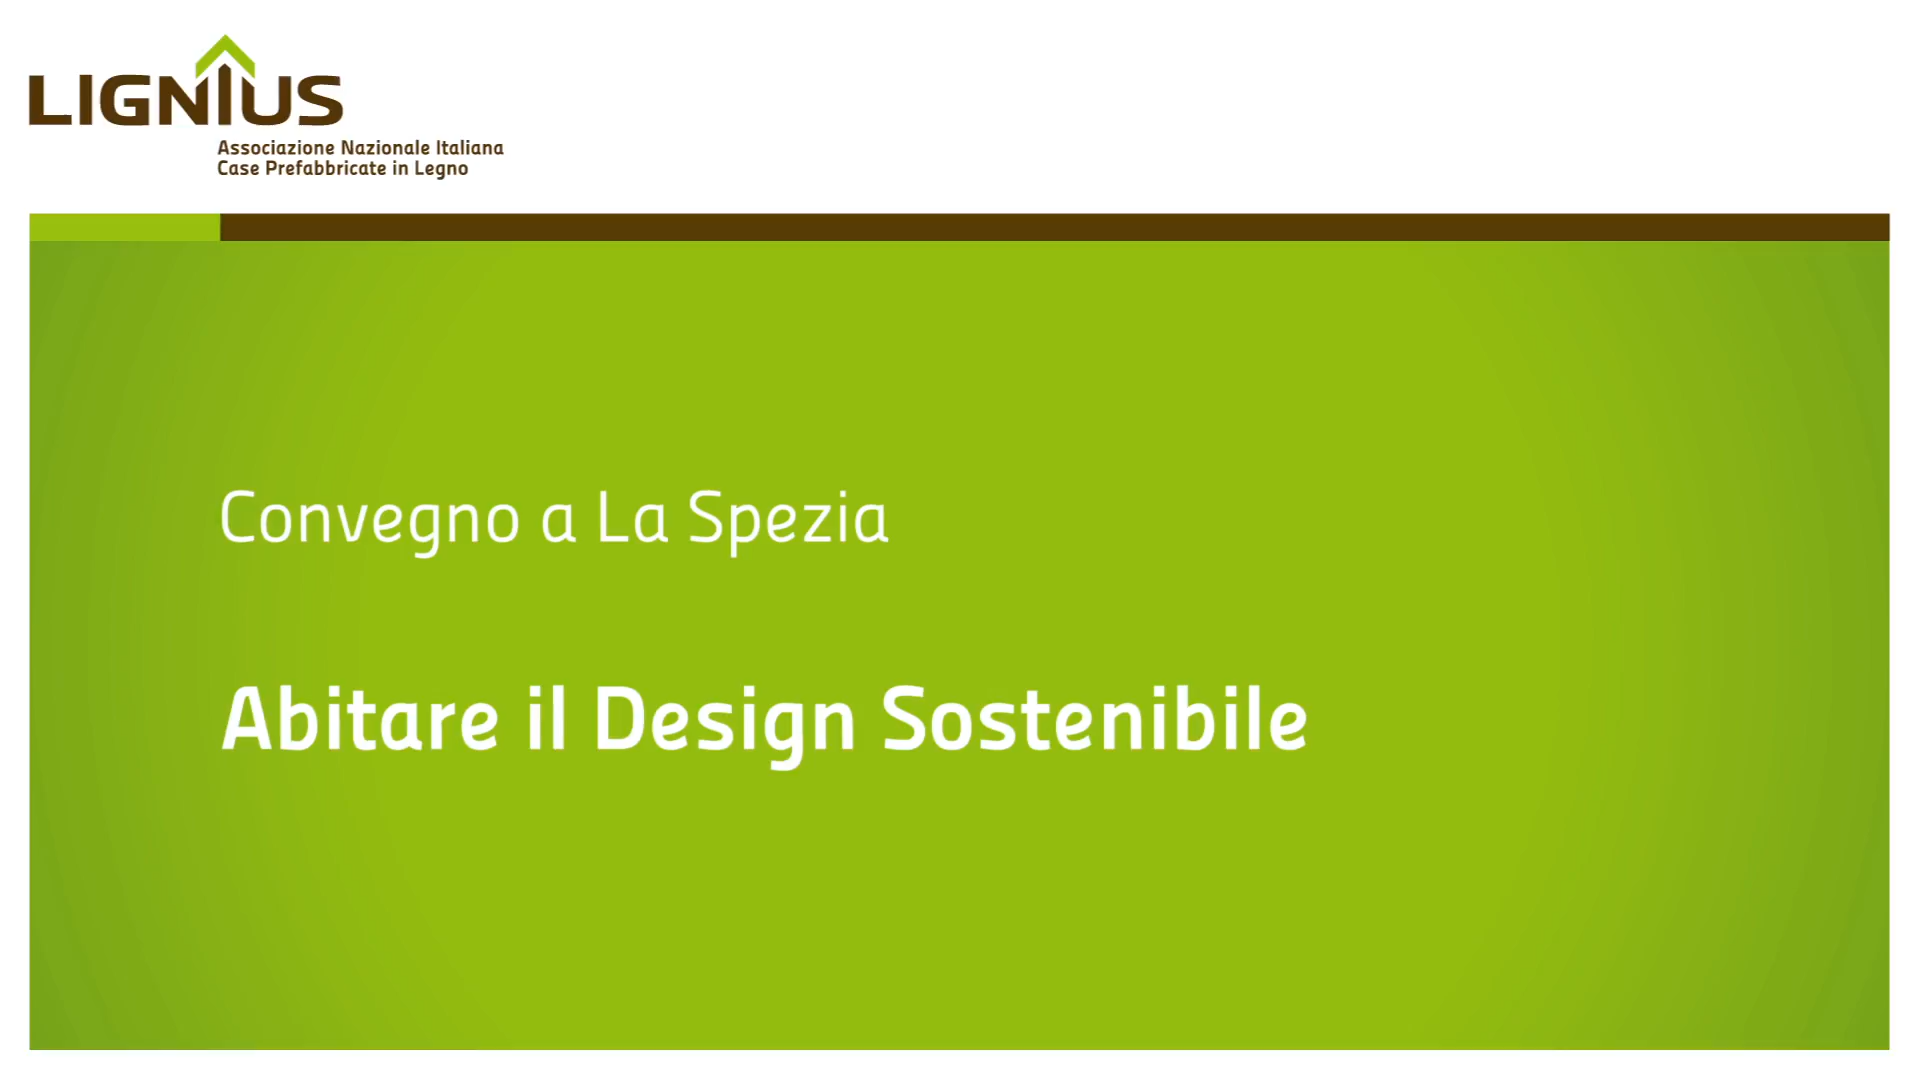 LIGNIUS
Associazione Nazionale Italiana
Case Prefabbricate in Legno
Convegno a La Spezia
Abitare il Design Sostenibile